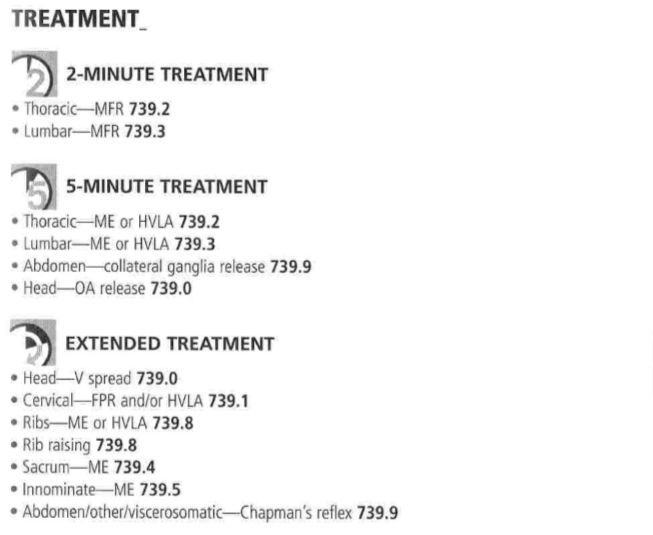 TREATMENT_
2
2-MINUTE TREATMENT
• Thoracic—MFR 739.2
• Lumbar—MFR 739.3
5
5-MINUTE TREATMENT
• Thoracic—ME or HVLA 739.2
• Lumbar—ME or HVLA 739.3
• Abdomen—collateral ganglia release 739.9
• Head—OA release 739.0
EXTENDED TREATMENT
• Head—V spread 739.0
• Cervical—FPR and/or HVLA 739.1
• Ribs—ME or HVLA 739.8
• Rib raising 739.8
• Sacrum—ME 739.4
• Innominate—ME 739.5
• Abdomen/other/viscerosomatic—Chapman's reflex 739.9